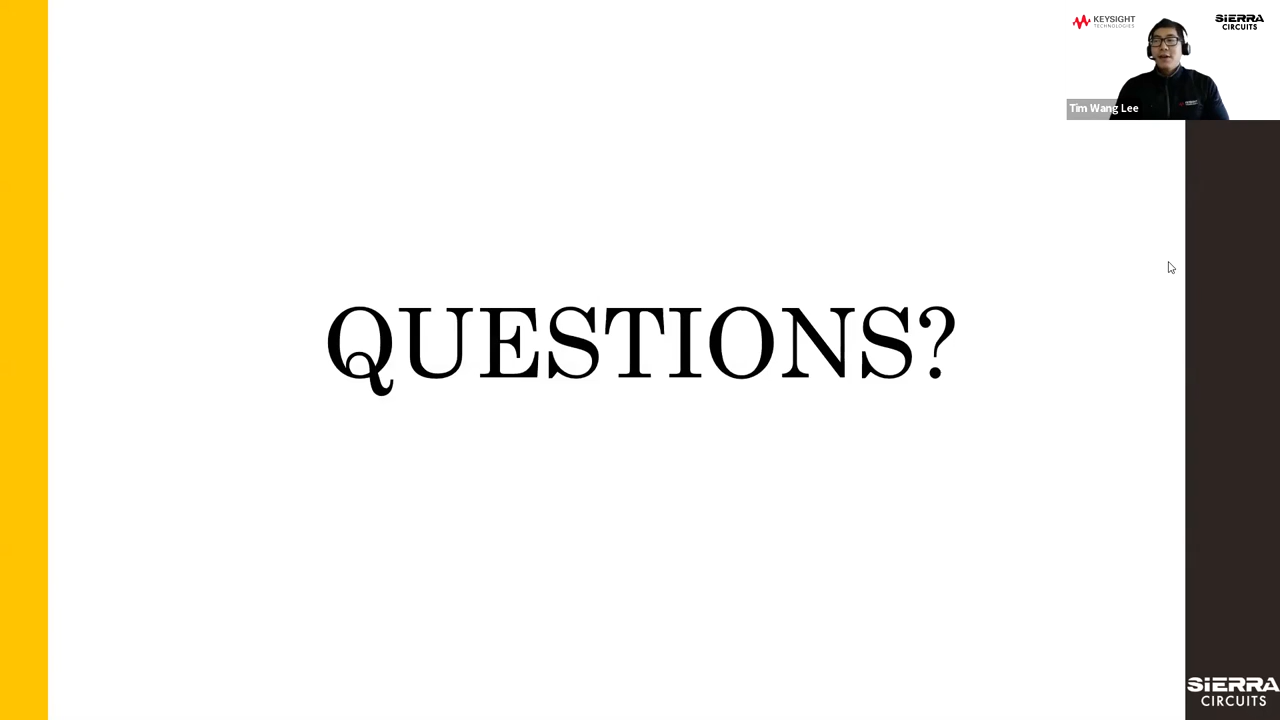 KEYSIGHT
TECHNOLOGIES
SIERRA
CIRCUITS
Tim Wang Lee
QUESTIONS?
SIERRA
CIRCUITS